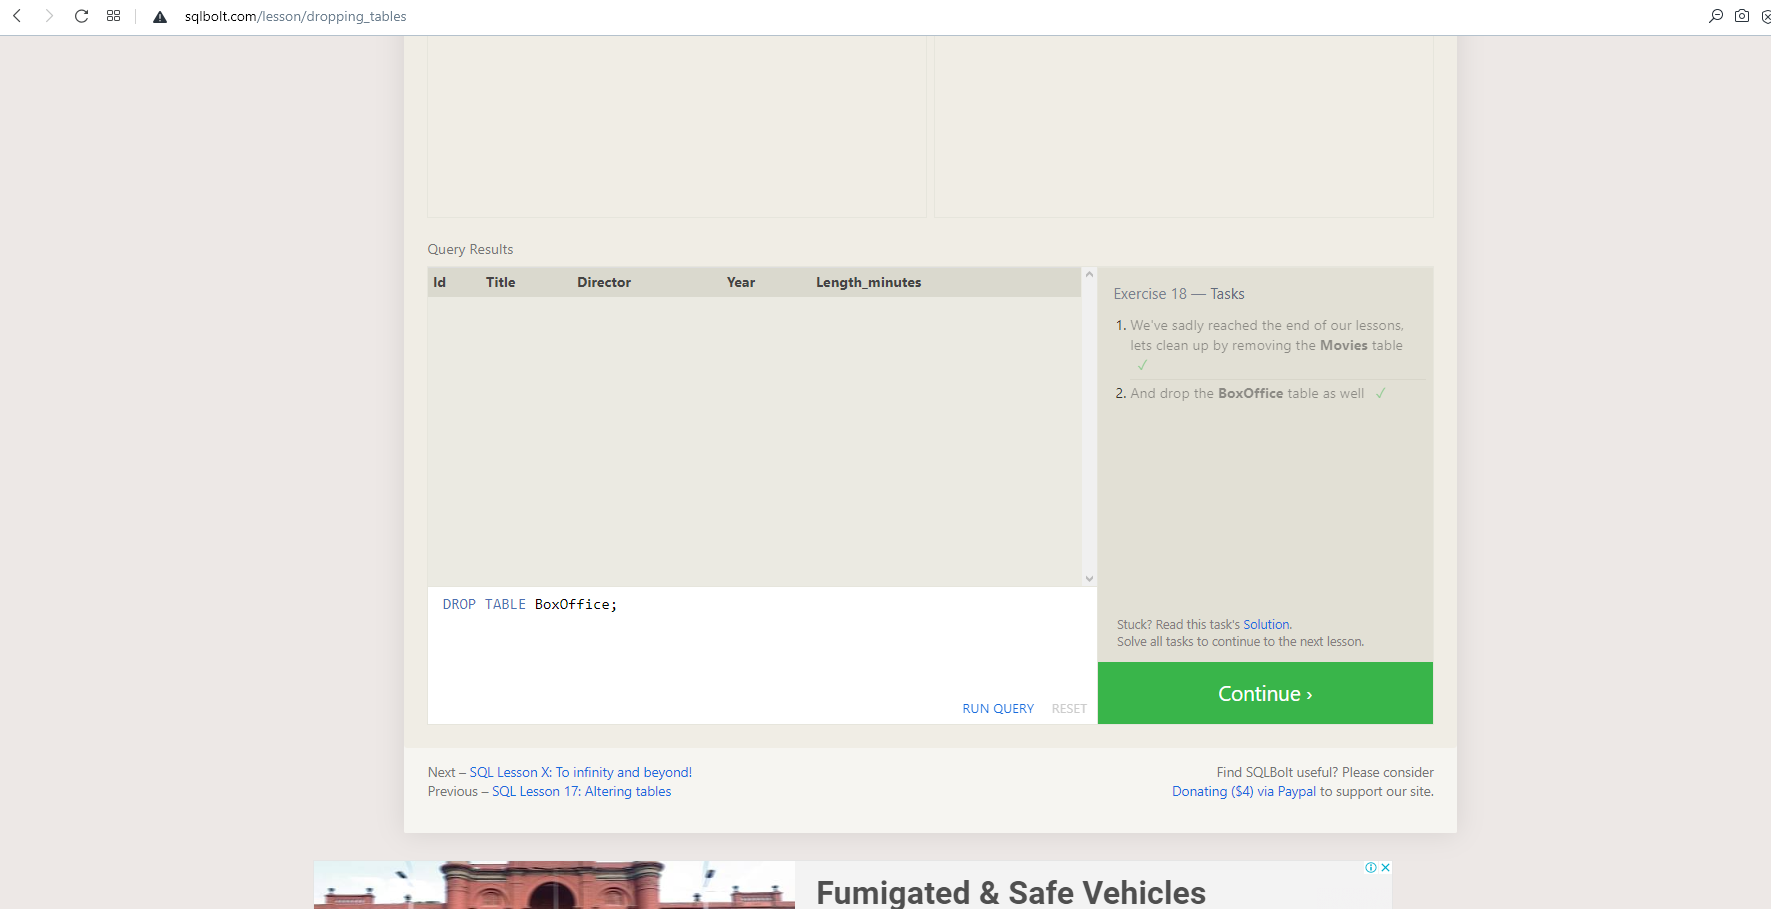 sqlbolt.com/lesson/dropping_tables
Query Results
Id Title Director Year Length_minutes
Exercise 18 — Tasks
1. We've sadly reached the end of our lessons,
lets clean up by removing the Movies table
✓
2. And drop the BoxOffice table as well ✓
DROP TABLE BoxOffice;
Stuck? Read this task's Solution.
Solve all tasks to continue to the next lesson.
RUN QUERY RESET
Continue ›
Next – SQL Lesson X: To infinity and beyond!
Previous – SQL Lesson 17: Altering tables
Find SQLBolt useful? Please consider
Donating ($4) via Paypal to support our site.
Fumigated & Safe Vehicles